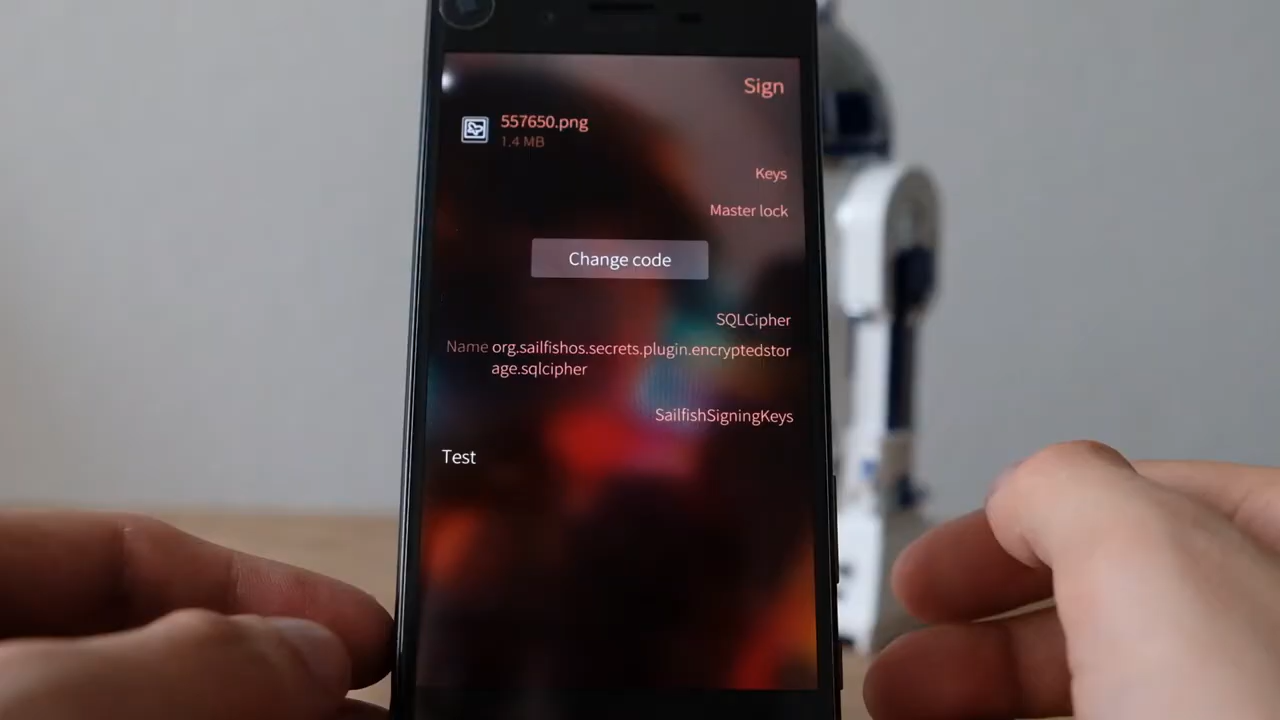 Sign
557650.png
1.4 MB
Keys
Master lock
Change code
SQLCipher
Name org.sailfishos.secrets.plugin.encryptedstor
age.sqlcipher
SailfishSigningKeys
Test